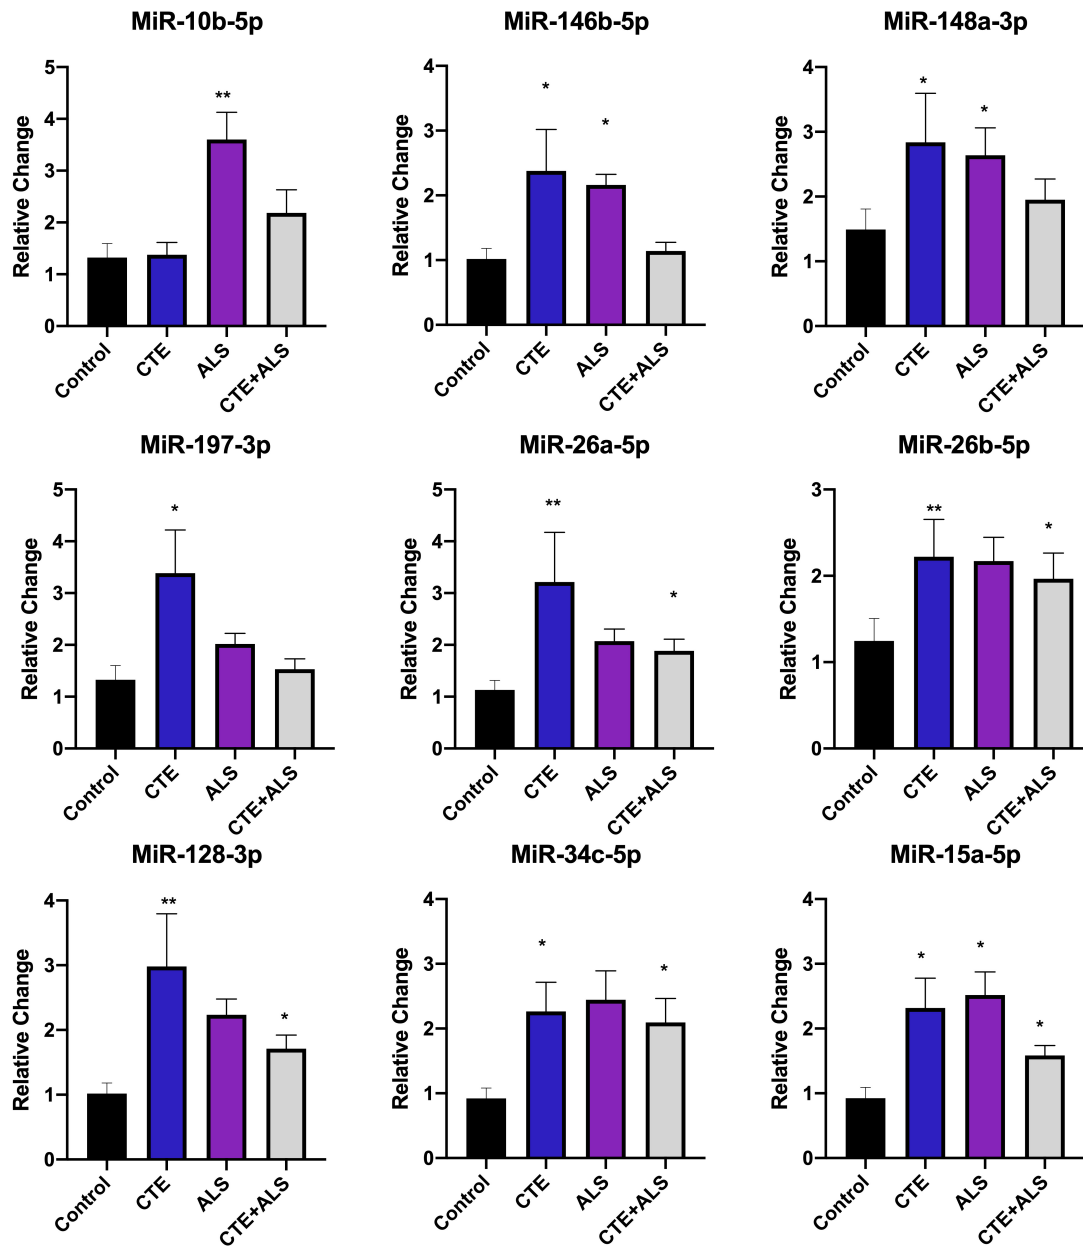 MiR-10b-5p
MiR-146b-5p
MiR-148a-3p
Relative Change
5
4
3
2
1
0
**
Control
CTE
ALS
CTE+ALS
Relative Change
4
3
2
1
0
*
*
Control
CTE
ALS
CTE+ALS
Relative Change
4
3
2
1
0
*
*
Control
CTE
ALS
CTE+ALS
MiR-197-3p
MiR-26a-5p
MiR-26b-5p
Relative Change
5
4
3
2
1
0
*
Control
CTE
ALS
CTE+ALS
Relative Change
5
4
3
2
1
0
**
*
Control
CTE
ALS
CTE+ALS
Relative Change
3
2
1
0
**
*
Control
CTE
ALS
CTE+ALS
MiR-128-3p
MiR-34c-5p
MiR-15a-5p
Relative Change
4
3
2
1
0
**
*
Control
CTE
ALS
CTE+ALS
Relative Change
4
3
2
1
0
*
*
Control
CTE
ALS
CTE+ALS
Relative Change
4
3
2
1
0
*
*
*
Control
CTE
ALS
CTE+ALS